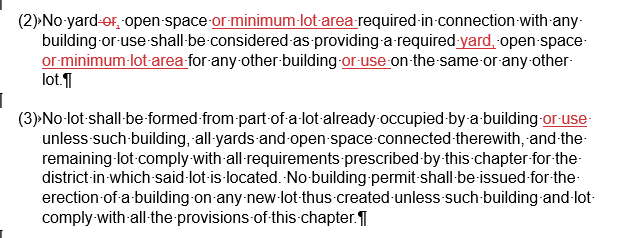 (2) No yard or, open space or minimum lot area required in connection with any
building or use shall be considered as providing a required yard, open space
or minimum lot area for any other building or use on the same or any other
lot.¶
(3) No lot shall be formed from part of a lot already occupied by a building or use
unless such building, all yards and open space connected therewith, and the
remaining lot comply with all requirements prescribed by this chapter for the
district in which said lot is located. No building permit shall be issued for the
erection of a building on any new lot thus created unless such building and lot
comply with all the provisions of this chapter.¶